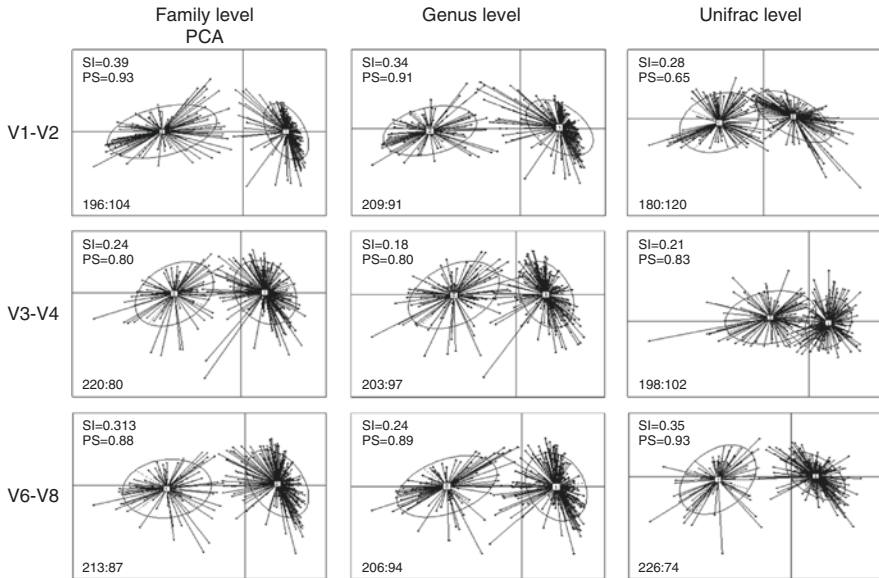 Family level
PCA
Genus level
Unifrac level
V1-V2
SI=0.39
PS=0.93
196:104
SI=0.34
PS=0.91
209:91
SI=0.28
PS=0.65
180:120
V3-V4
SI=0.24
PS=0.80
220:80
SI=0.18
PS=0.80
203:97
SI=0.21
PS=0.83
198:102
V6-V8
SI=0.313
PS=0.88
213:87
SI=0.24
PS=0.89
206:94
SI=0.35
PS=0.93
226:74